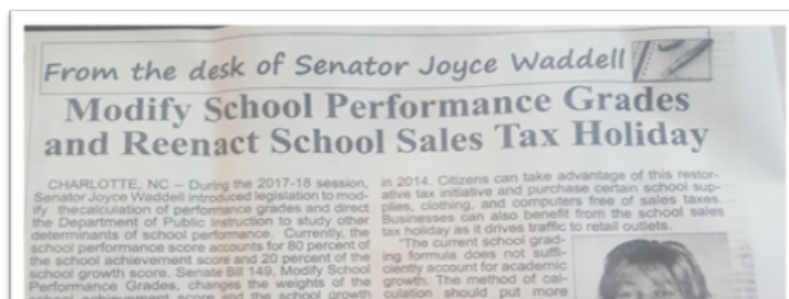 From the desk of Senator Joyce Waddell
Modify School Performance Grades
and Reenact School Sales Tax Holiday
CHARLOTTE, NC – During the 2017-18 session,
Senator Joyce Waddell introduced legislation to mod-
ify thecalculation of performance grades and direct
the Department of Public Instruction to study other
determinants of school performance. Currently, the
school performance score accounts for 80 percent of
the school achievement score and 20 percent of the
school growth score. Senate Bill 149, Modify School
Performance Grades, changes the weights of the
school achievement score and the school growth
in 2014. Citizens can take advantage of this restor-
ative tax initiative and purchase certain school sup-
plies, clothing, and computers free of sales taxes.
Businesses can also benefit from the school sales
tax holiday as it drives traffic to retail outlets.
"The current school grad-
ing formula does not suffi-
ciently account for academic
growth. The method of cal-
culation should put more